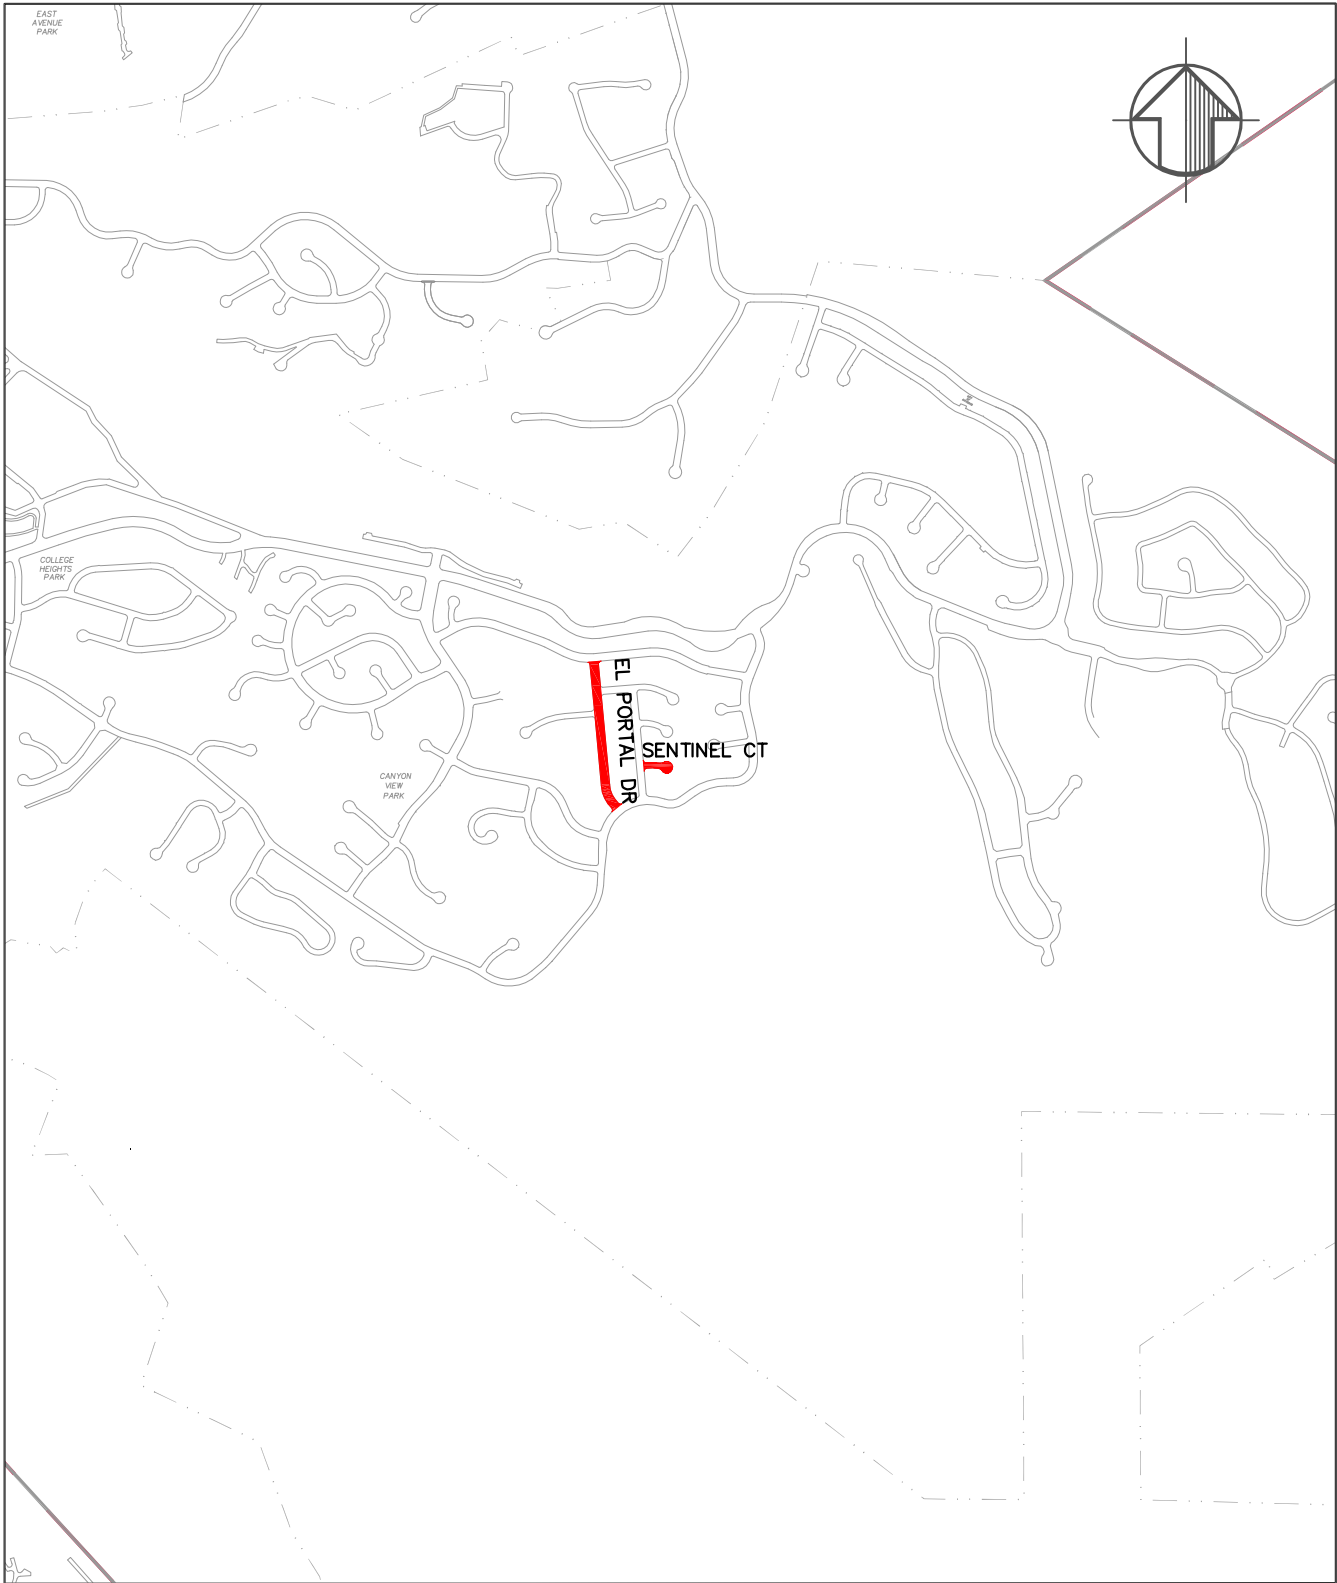 EAST
AVENUE
PARK
COLLEGE
HEIGHTS
PARK
EL PORTAL DR
SENTINEL CT
CANYON
VIEW
PARK